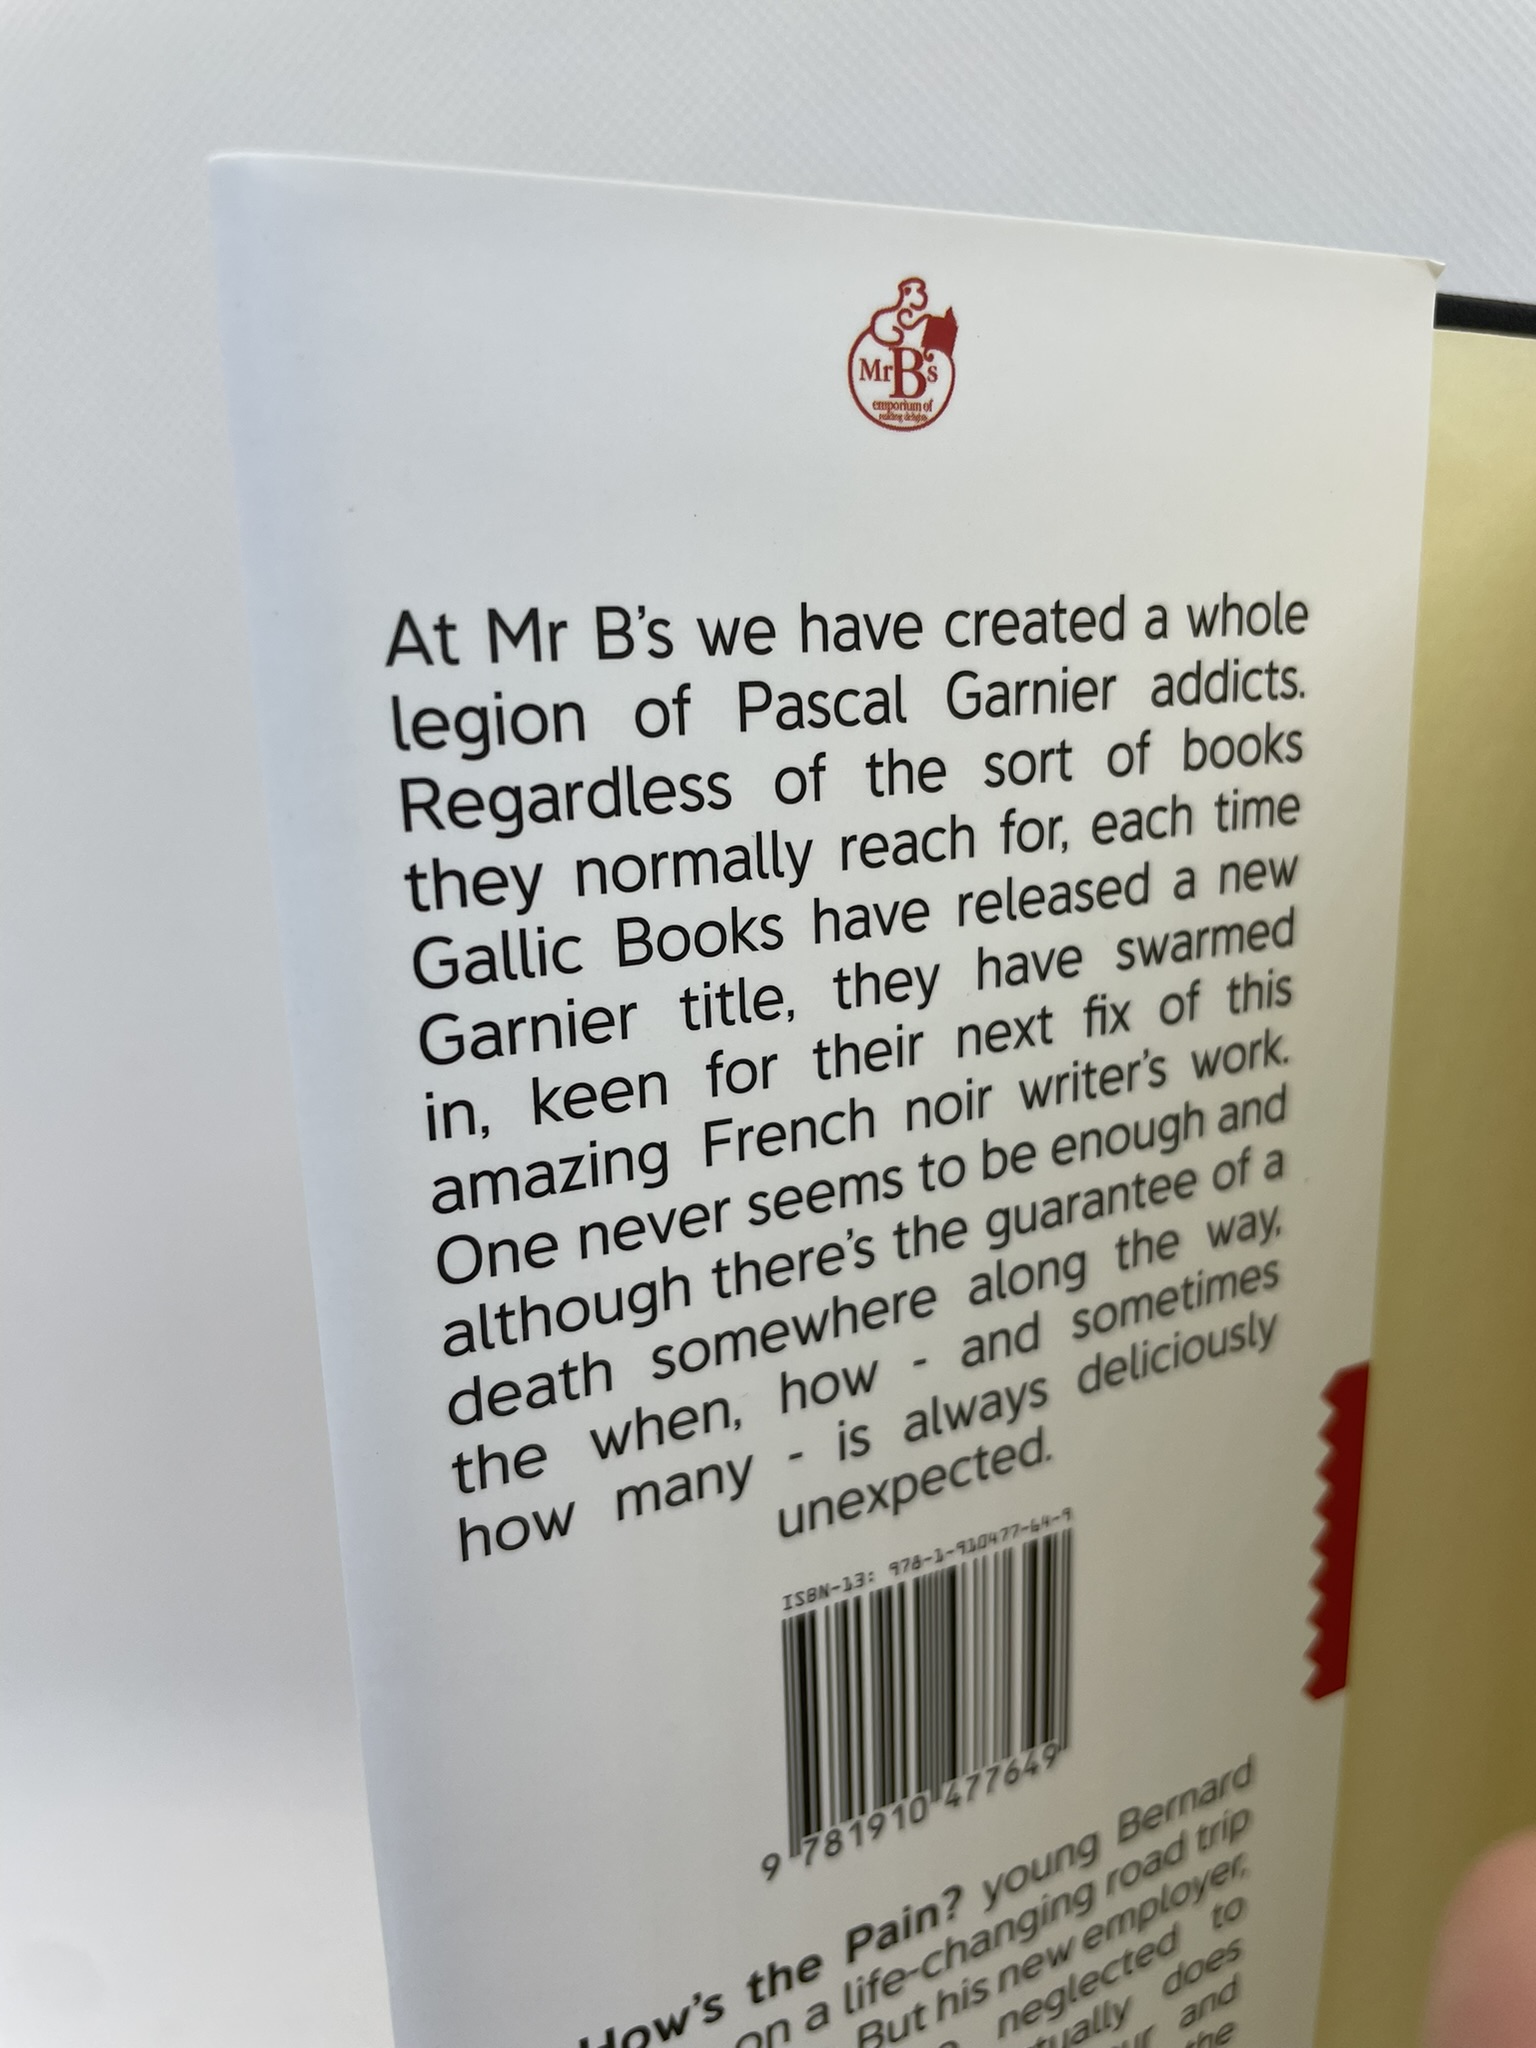 Mr B's
emporium of
reading delights
At Mr B's we have created a whole
legion of Pascal Garnier addicts.
Regardless of the sort of books
they normally reach for, each time
Gallic Books have released a new
Garnier title, they have swarmed
in, keen for their next fix of this
amazing French noir writer's work.
One never seems to be enough and
although there's the guarantee of a
death somewhere along the way,
the when, how - and sometimes
how many - is always deliciously
unexpected.
ISBN-13: 978-1-910477-64-9
9 781910 477649
How's the Pain? young Bernard
on a life-changing road trip
But his new employer,
neglected to
does
and
the